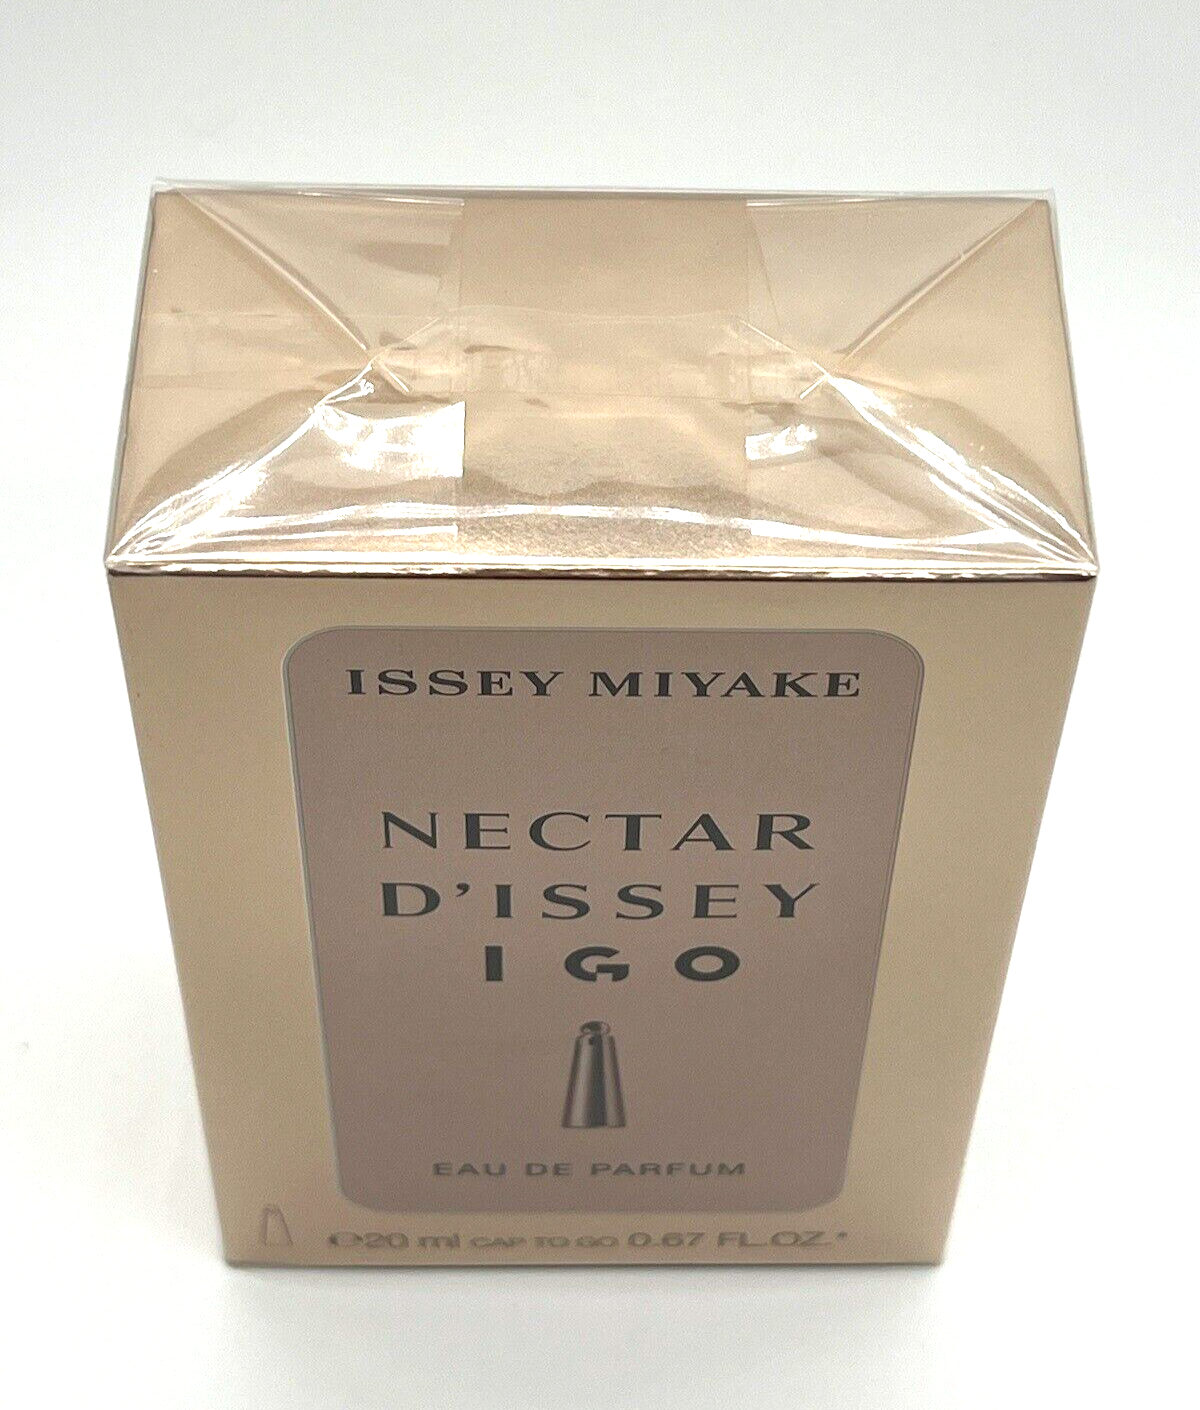 ISSEY MIYAKE
NECTAR
D'ISSEY
IGO
EAU DE PARFUM
℮20 ml CAP TO GO 0.67 FL.OZ.*